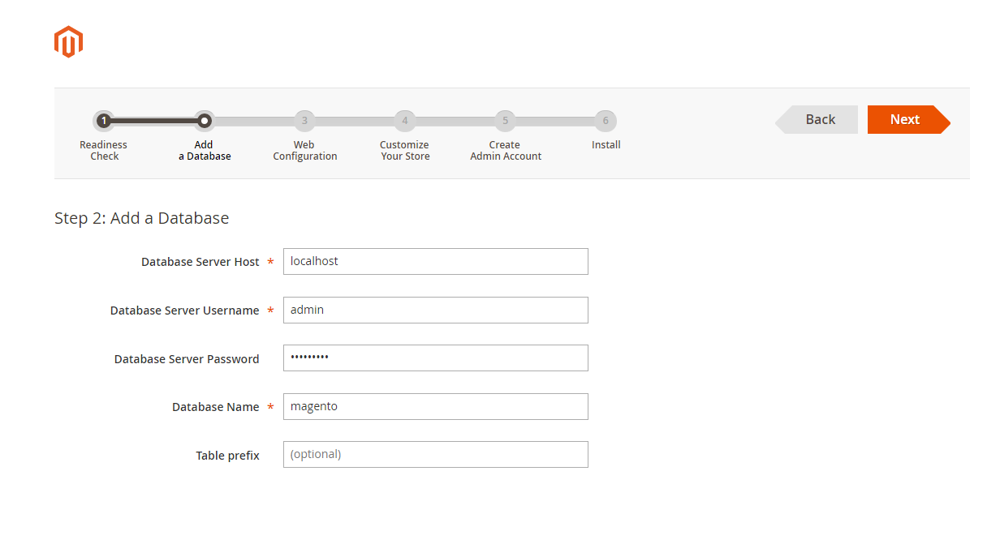 1
3
4
5
6
Readiness
Check
Add
a Database
Web
Configuration
Customize
Your Store
Create
Admin Account
Install
Back
Next
Step 2: Add a Database
Database Server Host * localhost
Database Server Username * admin
Database Server Password •••••••••
Database Name * magento
Table prefix (optional)